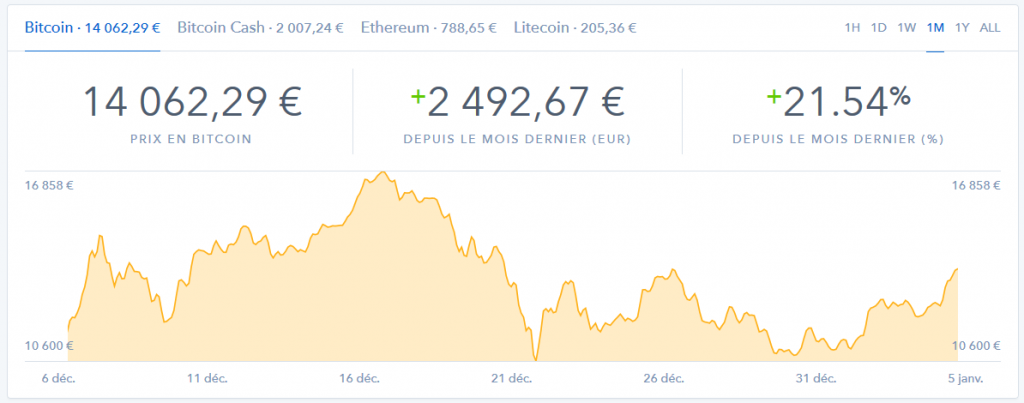 Bitcoin · 14 062,29 € Bitcoin Cash · 2 007,24 € Ethereum · 788,65 € Litecoin · 205,36 € 1H 1D 1W 1M 1Y ALL
14 062,29 € +2 492,67 € +21.54%
PRIX EN BITCOIN DEPUIS LE MOIS DERNIER (EUR) DEPUIS LE MOIS DERNIER (%)
16 858 € 16 858 €
10 600 € 10 600 €
6 déc. 11 déc. 16 déc. 21 déc. 26 déc. 31 déc. 5 janv.